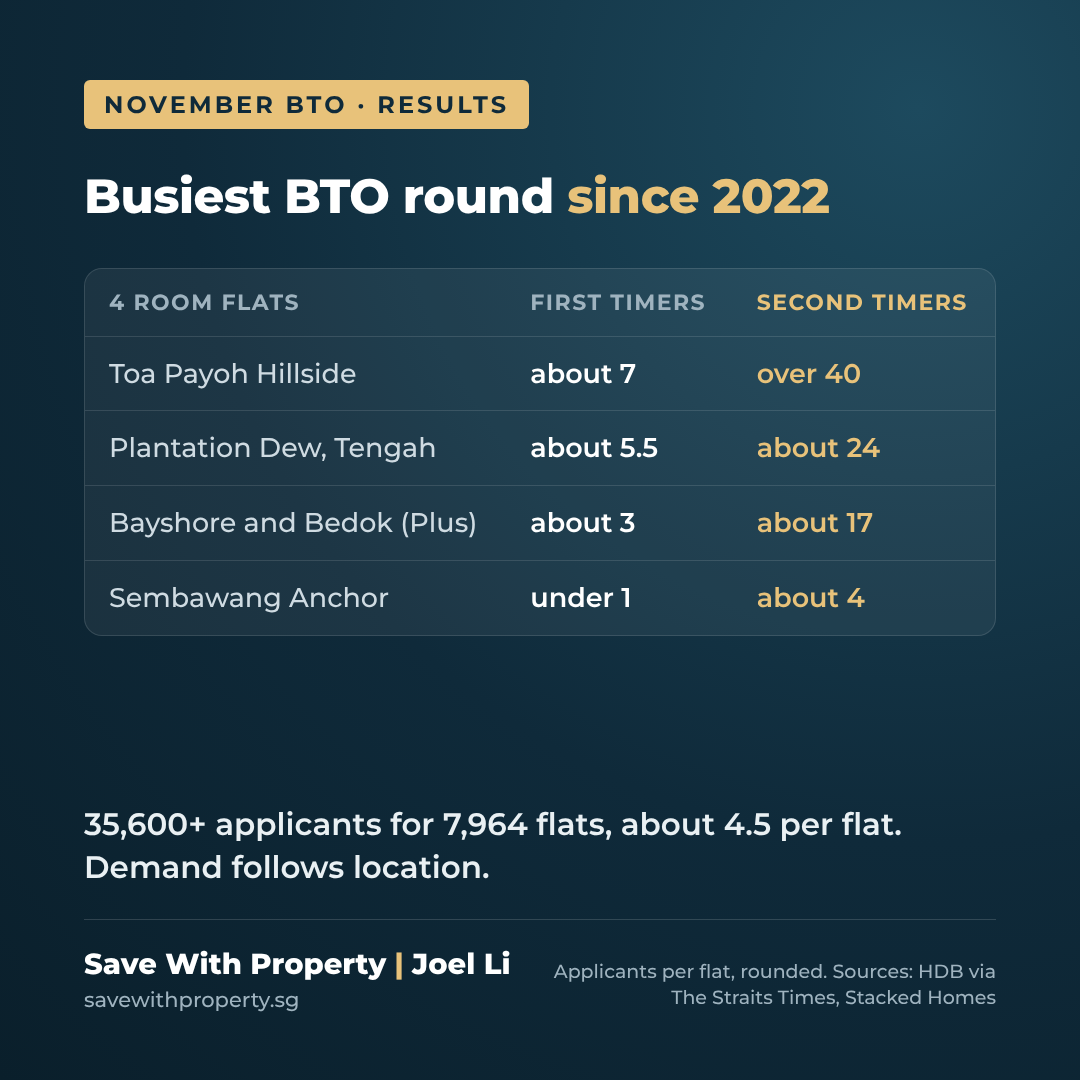 NOVEMBER BTO · RESULTS
Busiest BTO round since 2022
4 ROOM FLATS FIRST TIMERS SECOND TIMERS
Toa Payoh Hillside about 7 over 40
Plantation Dew, Tengah about 5.5 about 24
Bayshore and Bedok (Plus) about 3 about 17
Sembawang Anchor under 1 about 4
35,600+ applicants for 7,964 flats, about 4.5 per flat.
Demand follows location.
Save With Property | Joel Li
savewithproperty.sg
Applicants per flat, rounded. Sources: HDB via
The Straits Times, Stacked Homes